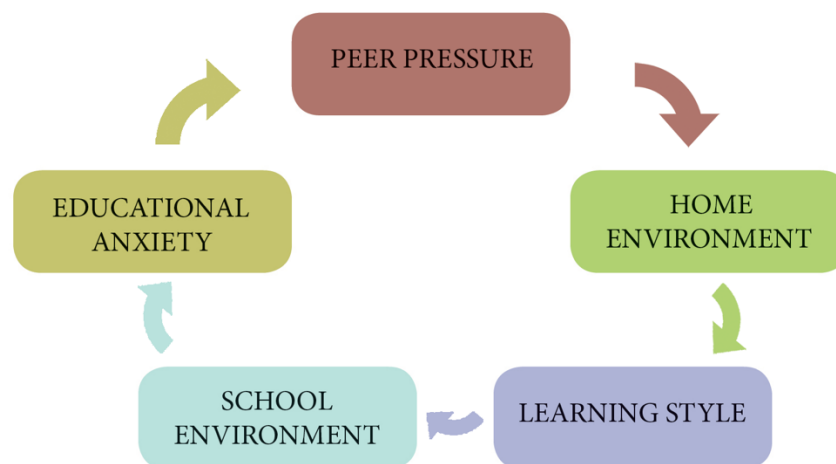 PEER PRESSURE
HOME
ENVIRONMENT
LEARNING STYLE
SCHOOL
ENVIRONMENT
EDUCATIONAL
ANXIETY